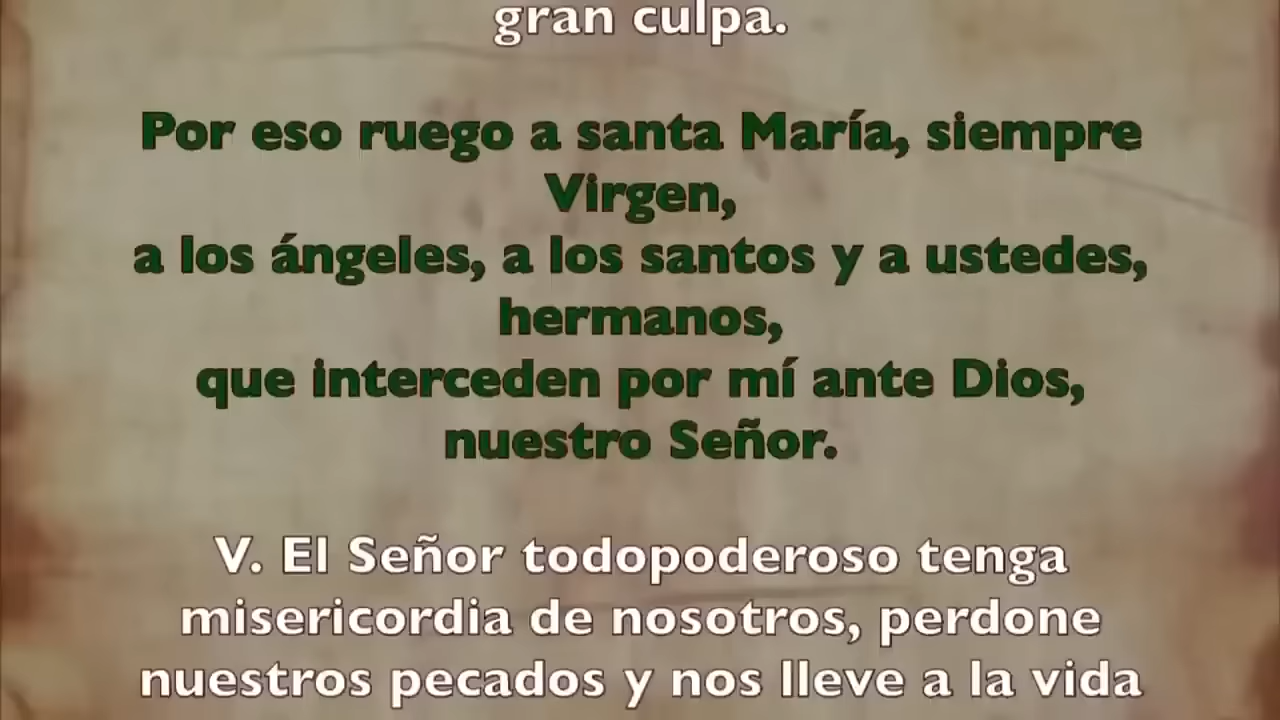 gran culpa.
Por eso ruego a santa María, siempre
Virgen,
a los ángeles, a los santos y a ustedes,
hermanos,
que interceden por mí ante Dios,
nuestro Señor.
V. El Señor todopoderoso tenga
misericordia de nosotros, perdone
nuestros pecados y nos lleve a la vida